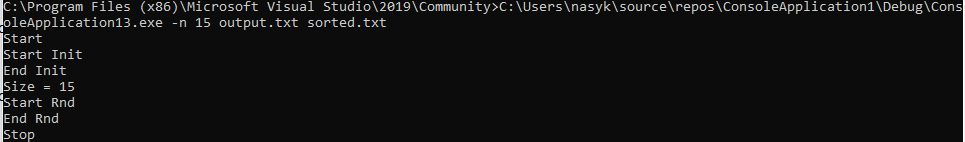 C:\Program Files (x86)\Microsoft Visual Studio\2019\Community>C:\Users\nasyk\source\repos\ConsoleApplication1\Debug\Cons
oleApplication13.exe -n 15 output.txt sorted.txt
Start
Start Init
End Init
Size = 15
Start Rnd
End Rnd
Stop